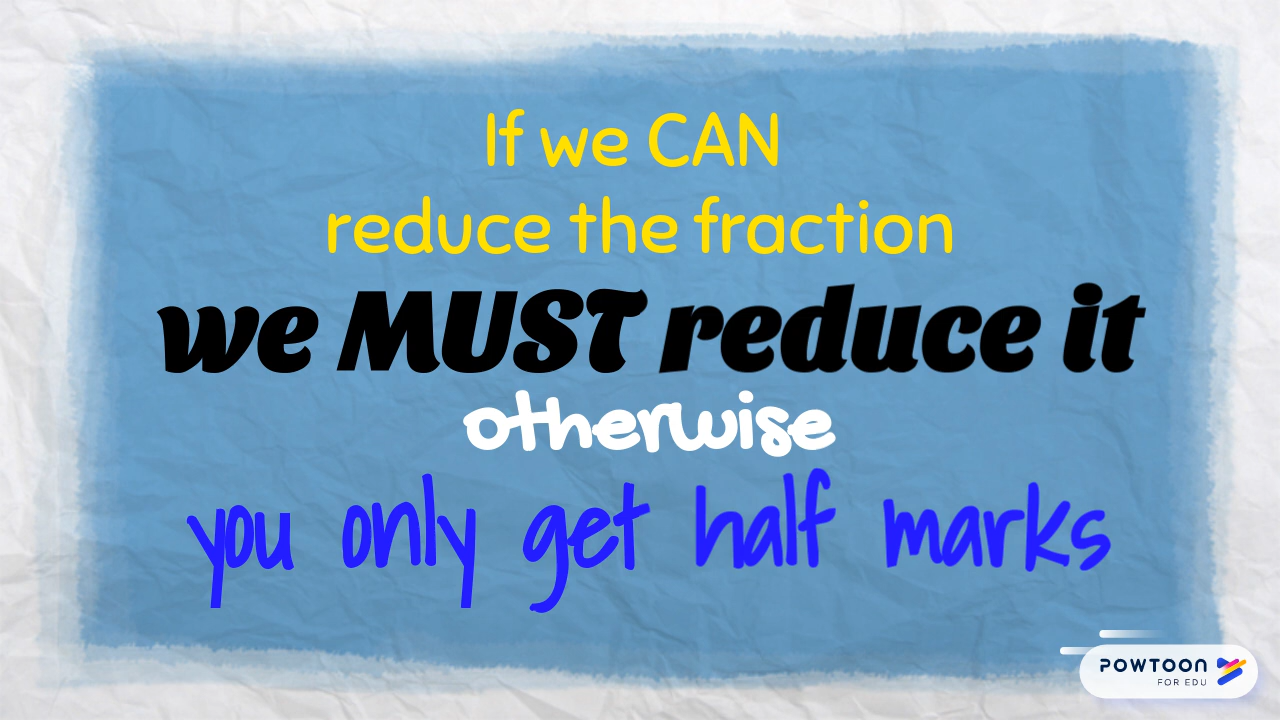 If we CAN
reduce the fraction
we MUST reduce it
otherwise
you only get half marks
POWTOON
FOR EDU